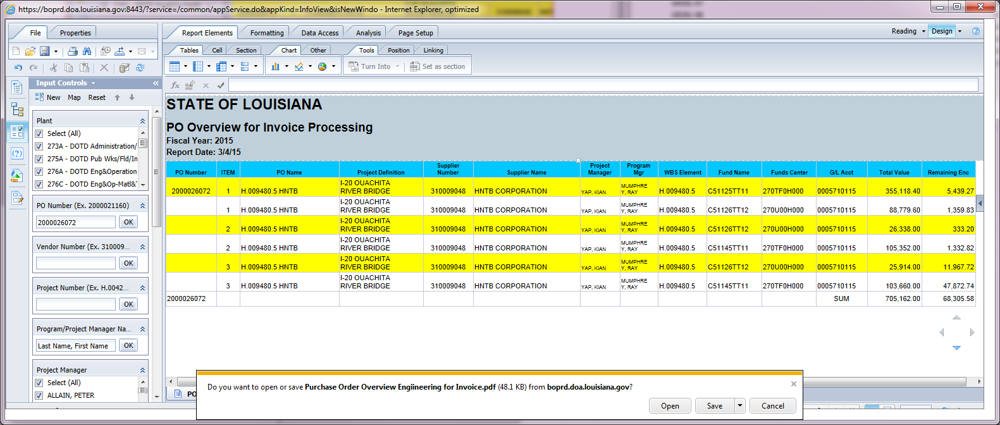 https://boprd.doa.louisiana.gov:8443/?service=/common/appService.do&appKind=InfoView&isNewWindo - Internet Explorer, optimized
File Properties
Report Elements Formatting Data Access Analysis Page Setup
Reading Design
Tables Cell Section Chart Other Tools Position Linking
Turn Into Set as section
Input Controls
New Map Reset
Plant
Select (All)
273A - DOTD Administration/
275A - DOTD Pub Wks/Fld/In
276A - DOTD Eng&Operation
276C - DOTD Eng&Op-Matl&T
PO Number (Ex. 2000021160)
2000026072 OK
Vendor Number (Ex. 310009...
OK
Project Number (Ex. H.0042...
OK
Program/Project Manager Na...
Last Name, First Name OK
Project Manager
Select (All)
ALLAIN, PETER
fx
STATE OF LOUISIANA
PO Overview for Invoice Processing
Fiscal Year: 2015
Report Date: 3/4/15
PO Number ITEM PO Name Project Definition Supplier Number Supplier Name Project Manager Program Mgr WBS Element Fund Name Funds Center G/L Acct Total Value Remaining Enc
2000026072 1 H.009480.5 HNTB I-20 OUACHITA RIVER BRIDGE 310009048 HNTB CORPORATION YAP, KIAN MUMPHREY, RAY H.009480.5 C51125TT11 270TF0H000 0005710115 355,118.40 5,439.27
1 H.009480.5 HNTB I-20 OUACHITA RIVER BRIDGE 310009048 HNTB CORPORATION YAP, KIAN MUMPHREY, RAY H.009480.5 C51125TT12 270U00H000 0005710115 88,779.60 1,359.83
2 H.009480.5 HNTB I-20 OUACHITA RIVER BRIDGE 310009048 HNTB CORPORATION YAP, KIAN MUMPHREY, RAY H.009480.5 C51126TT12 270U00H000 0005710115 26,338.00 333.20
2 H.009480.5 HNTB I-20 OUACHITA RIVER BRIDGE 310009048 HNTB CORPORATION YAP, KIAN MUMPHREY, RAY H.009480.5 C51145TT11 270TF0H000 0005710115 105,352.00 1,332.82
3 H.009480.5 HNTB I-20 OUACHITA RIVER BRIDGE 310009048 HNTB CORPORATION YAP, KIAN MUMPHREY, RAY H.009480.5 C51126TT12 270U00H000 0005710115 25,914.00 11,967.72
3 H.009480.5 HNTB I-20 OUACHITA RIVER BRIDGE 310009048 HNTB CORPORATION YAP, KIAN MUMPHREY, RAY H.009480.5 C51145TT11 270TF0H000 0005710115 103,660.00 47,872.74
2000026072 SUM 705,162.00 68,305.58
PO
Do you want to open or save Purchase Order Overview Engiineering for Invoice.pdf (48.1 KB) from boprd.doa.louisiana.gov?
Open Save Cancel